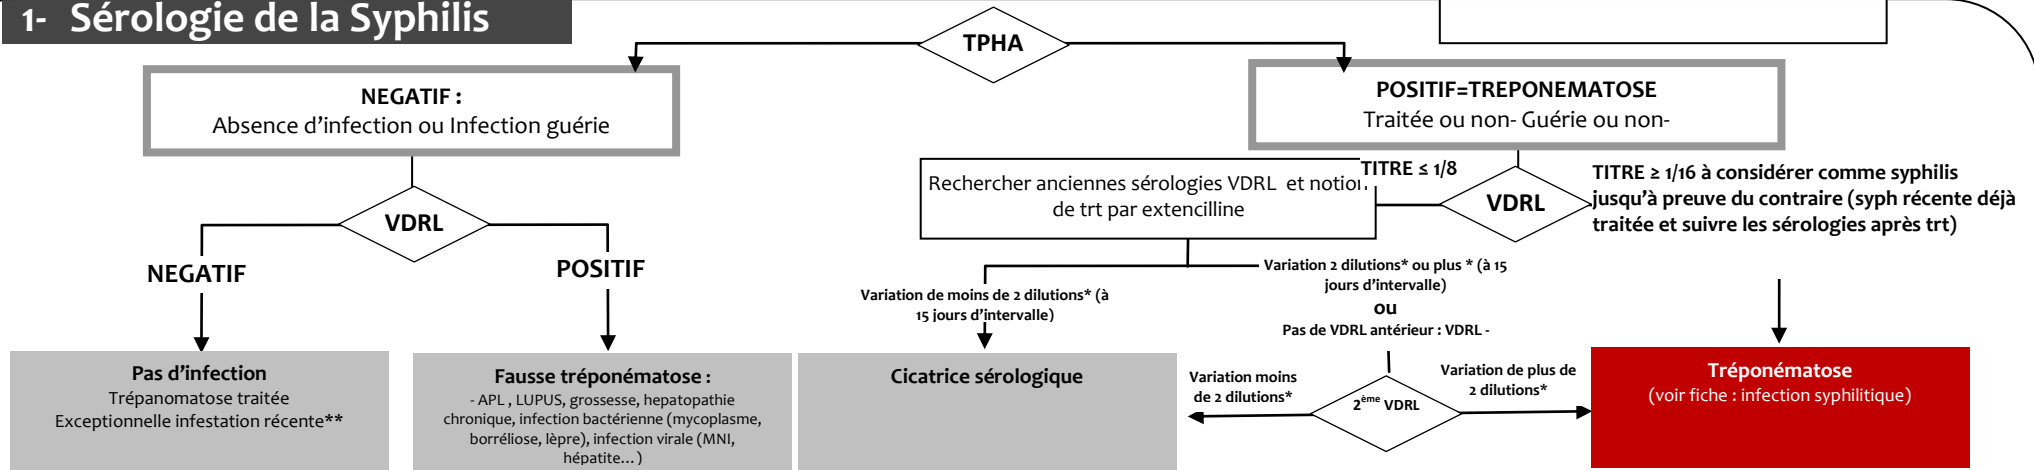 1- Sérologie de la Syphilis
TPHA
NEGATIF :
Absence d'infection ou Infection guérie
POSITIF=TREPONEMATOSE
Traitée ou non- Guérie ou non-
VDRL
NEGATIF
POSITIF
Rechercher anciennes sérologies VDRL et notion
de trt par extencilline
TITRE ≤ 1/8
VDRL
TITRE ≥ 1/16 à considérer comme syphilis
jusqu'à preuve du contraire (syph récente déjà
traitée et suivre les sérologies après trt)
Variation de moins de 2 dilutions* (à
15 jours d'intervalle)
Variation 2 dilutions* ou plus * (à 15
jours d'intervalle)
ou
Pas de VDRL antérieur : VDRL -
Pas d'infection
Trépanomatose traitée
Exceptionnelle infestation récente**
Fausse tréponématose :
- APL , LUPUS, grossesse, hepatopathie
chronique, infection bactérienne (mycoplasme,
borréliose, lèpre), infection virale (MNI,
hépatite... )
Cicatrice sérologique
Variation moins
de 2 dilutions*
2ème VDRL
Variation de plus de
2 dilutions*
Tréponématose
(voir fiche : infection syphilitique)